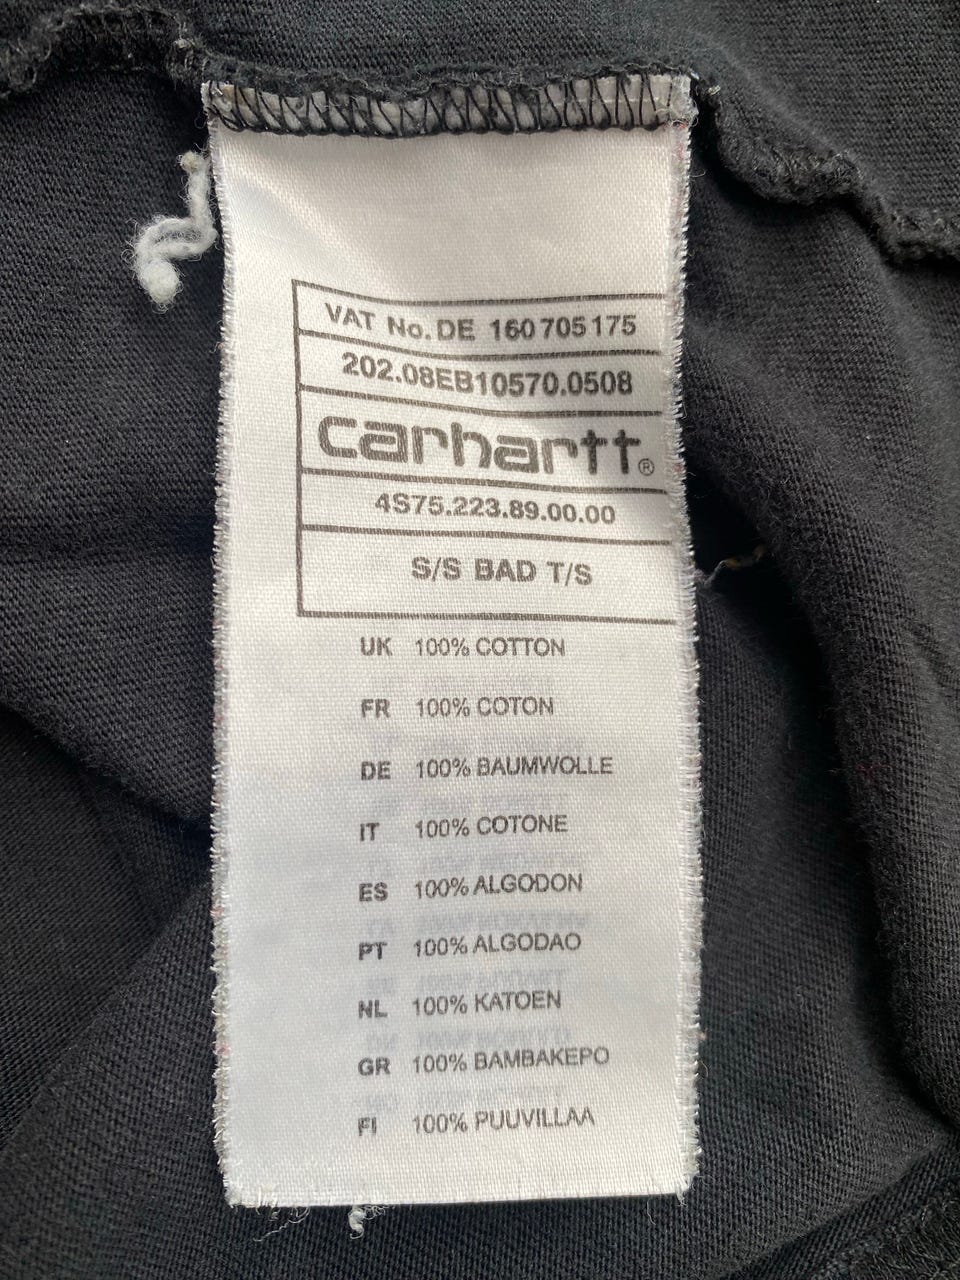 VAT No. DE 160 705 175
202.08EB10570.0508
carhartt®
4S75.223.89.00.00
S/S BAD T/S
UK 100% COTTON
FR 100% COTON
DE 100% BAUMWOLLE
IT 100% COTONE
ES 100% ALGODON
PT 100% ALGODAO
NL 100% KATOEN
GR 100% BAMBAKEPO
FI 100% PUUVILLAA